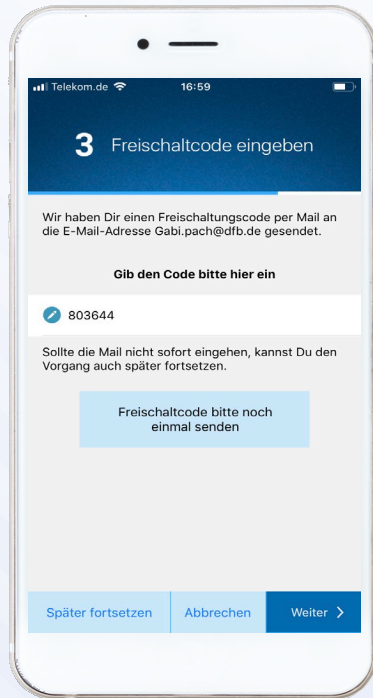 Telekom.de 16:59
3 Freischaltcode eingeben
Wir haben Dir einen Freischaltungscode per Mail an
die E-Mail-Adresse Gabi.pach@dfb.de gesendet.
Gib den Code bitte hier ein
803644
Sollte die Mail nicht sofort eingehen, kannst Du den
Vorgang auch später fortsetzen.
Freischaltcode bitte noch
einmal senden
Später fortsetzen Abbrechen Weiter